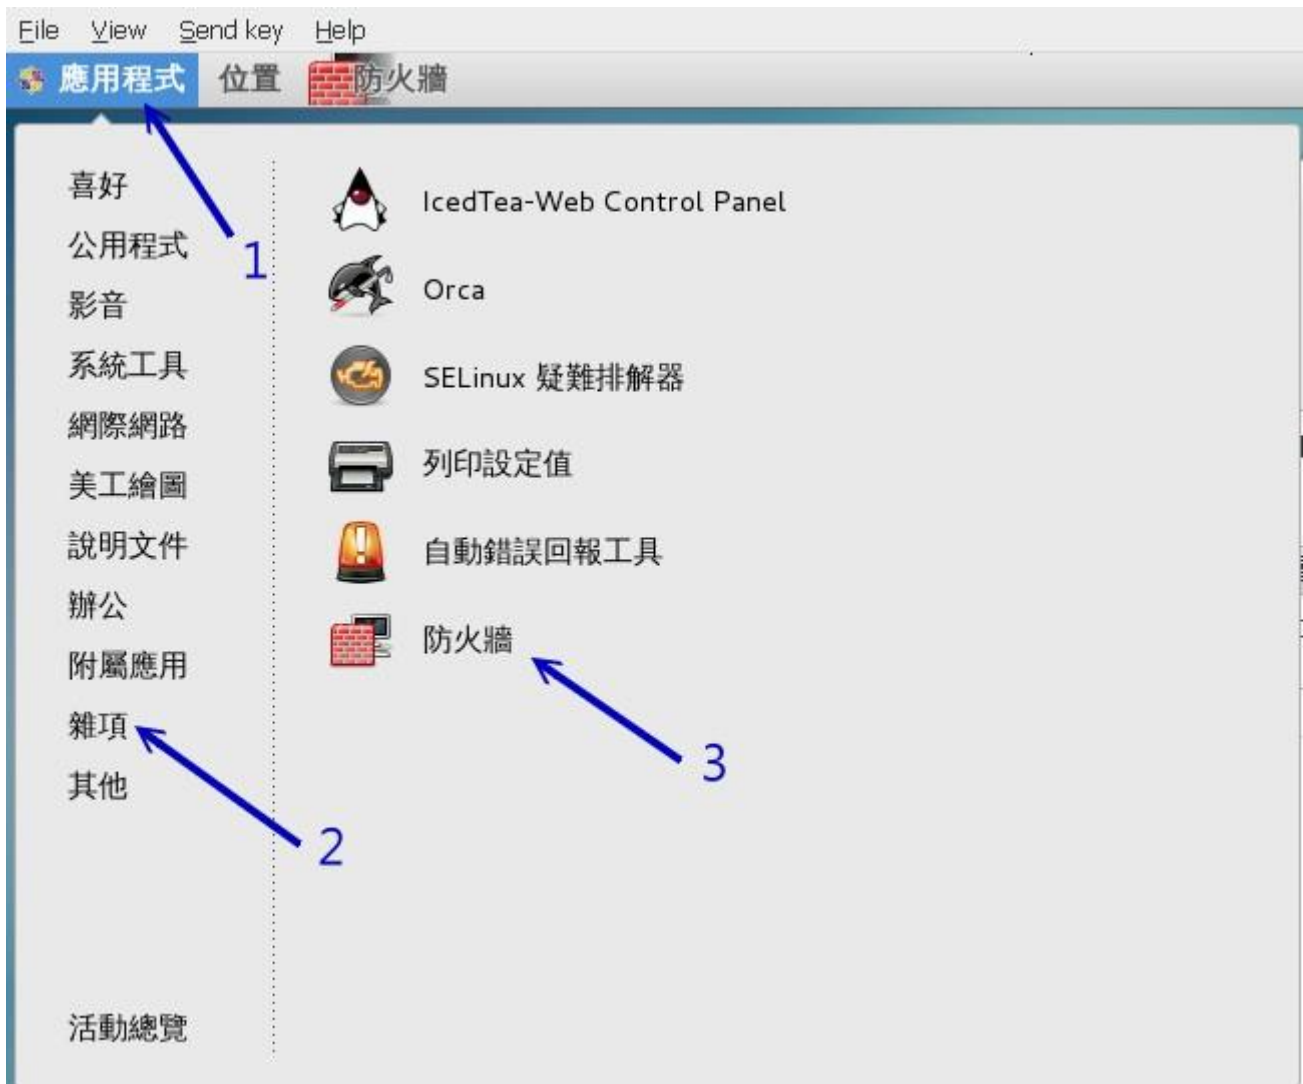 File View Send key Help
應用程式 位置 防火牆
喜好
公用程式
影音
系統工具
網際網路
美工繪圖
說明文件
辦公
附屬應用
雜項
其他
活動總覽
IcedTea-Web Control Panel
Orca
SELinux 疑難排解器
列印設定值
自動錯誤回報工具
防火牆
1
2
3